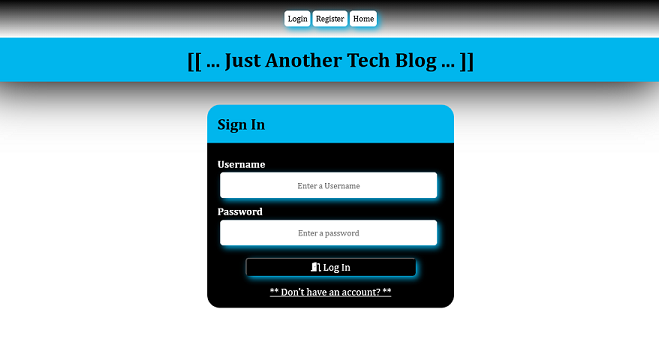 Login Register Home
[[ ... Just Another Tech Blog ... ]]
Sign In
Username
Enter a Username
Password
Enter a password
Log In
** Don't have an account? **